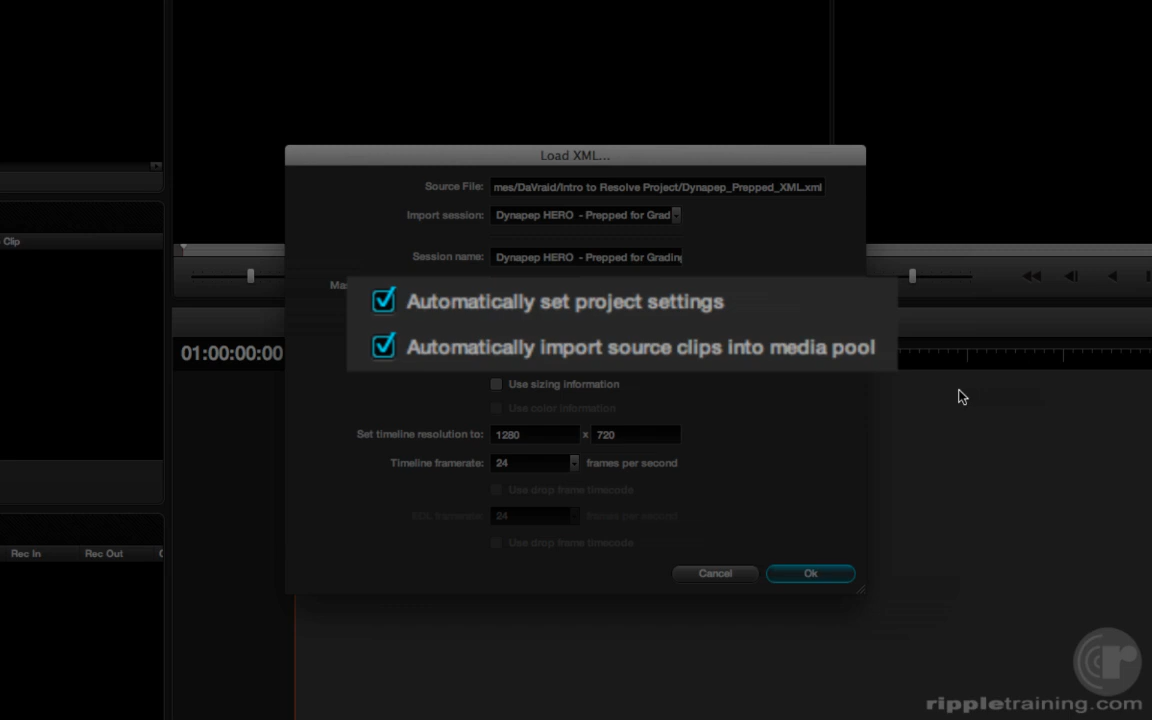 Load XML...
Source File: mes/DaVraid/Intro to Resolve Project/Dynapep_Prepped_XML.xml
Import session: Dynapep HERO - Prepped for Grad
Clip
Session name: Dynapep HERO - Prepped for Grading
Mas
Automatically set project settings
01:00:00:00
Automatically import source clips into media pool
Use sizing information
Use color information
Set timeline resolution to: 1280 x 720
Timeline framerate: 24 frames per second
Use drop frame timecode
EDL framerate: 24 frames per second
Use drop frame timecode
Rec In Rec Out
Cancel Ok
rippletraining.com